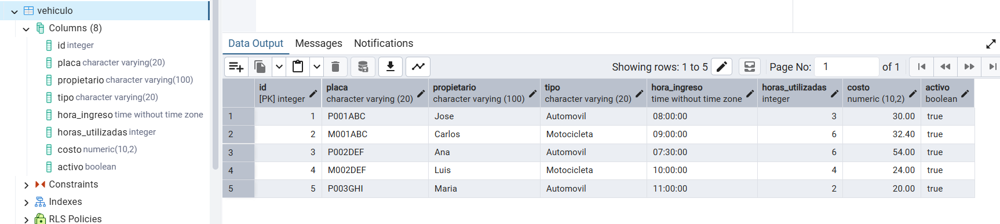 vehiculo
Columns (8)
id integer
placa character varying(20)
propietario character varying(100)
tipo character varying(20)
hora_ingreso time without time zone
horas_utilizadas integer
costo numeric(10,2)
activo boolean
Constraints
Indexes
RLS Policies
Data Output Messages Notifications
Showing rows: 1 to 5 Page No: 1 of 1
id placa propietario tipo hora_ingreso horas_utilizadas costo activo
[PK] integer character varying (20) character varying (100) character varying (20) time without time zone integer numeric (10,2) boolean
1 1 P001ABC Jose Automovil 08:00:00 3 30.00 true
2 2 M001ABC Carlos Motocicleta 09:00:00 6 32.40 true
3 3 P002DEF Ana Automovil 07:30:00 6 54.00 true
4 4 M002DEF Luis Motocicleta 10:00:00 4 24.00 true
5 5 P003GHI Maria Automovil 11:00:00 2 20.00 true